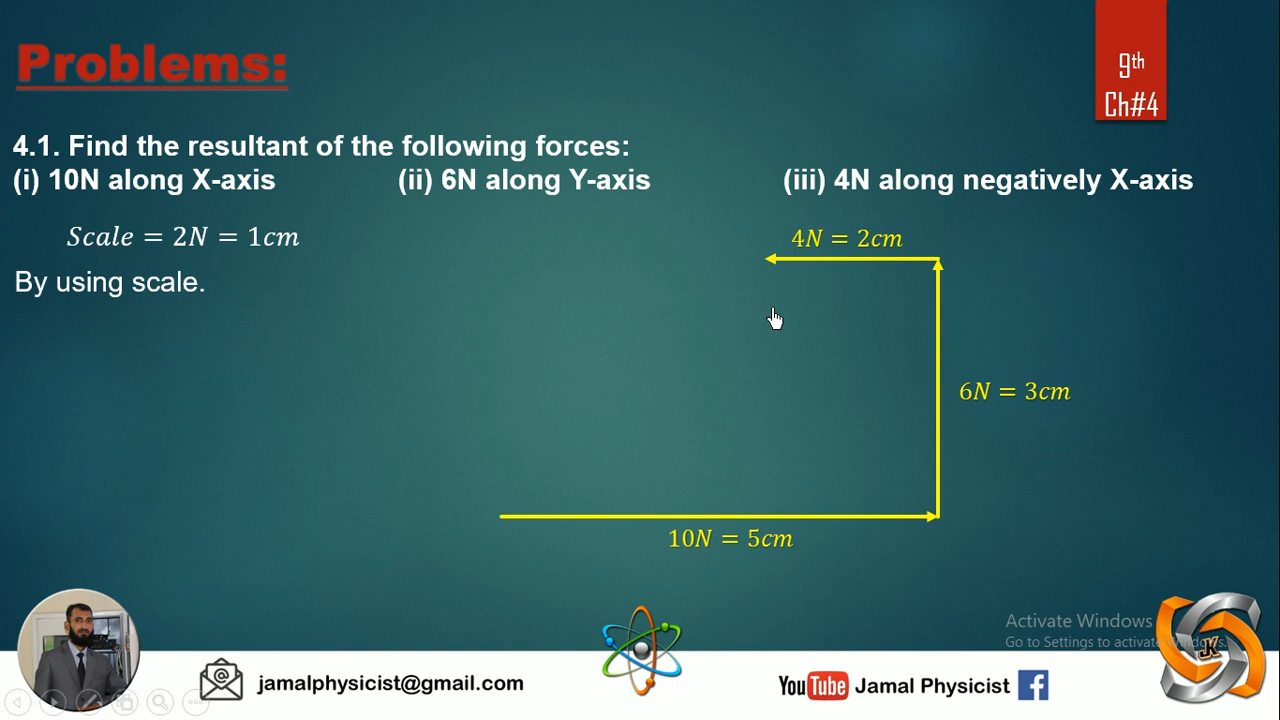 Problems:
9th
Ch#4
4.1. Find the resultant of the following forces:
(i) 10N along X-axis (ii) 6N along Y-axis (iii) 4N along negatively X-axis
Scale = 2N = 1cm
4N = 2cm
By using scale.
6N = 3cm
10N = 5cm
Activate Windows
Go to Settings to activate Windows.
JK
jamalphysicist@gmail.com
YouTube Jamal Physicist f